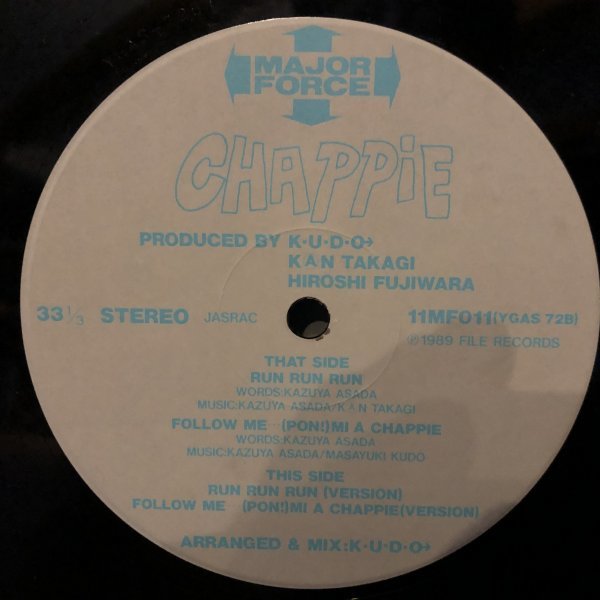 MAJOR
FORCE
CHAPPiE
PRODUCED BY K·U·D·O→
KAN TAKAGI
HIROSHI FUJIWARA
33 1/3 STEREO JASRAC 11MF011(YGAS 72B)
℗1989 FILE RECORDS
THAT SIDE
RUN RUN RUN
WORDS:KAZUYA ASADA
MUSIC:KAZUYA ASADA/KAN TAKAGI
FOLLOW ME (PON!)MI A CHAPPIE
WORDS:KAZUYA ASADA
MUSIC:KAZUYA ASADA/MASAYUKI KUDO
THIS SIDE
RUN RUN RUN (VERSION)
FOLLOW ME (PON!)MI A CHAPPIE(VERSION)
ARRANGED & MIX:K·U·D·O→